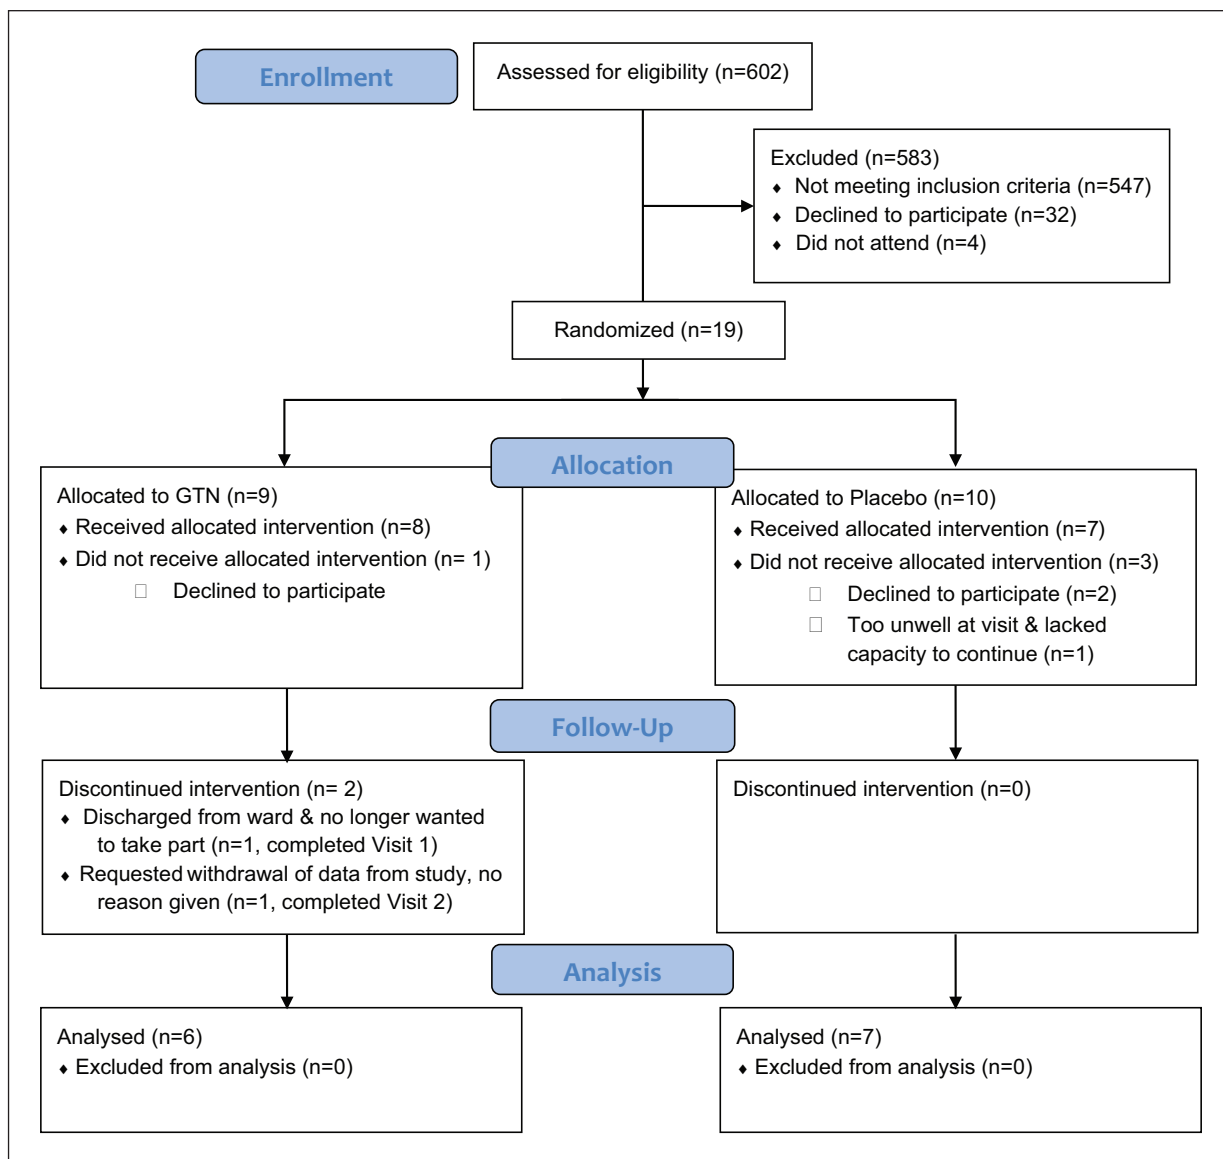 Enrollment
Assessed for eligibility (n=602)
Excluded (n=583)
♦ Not meeting inclusion criteria (n=547)
♦ Declined to participate (n=32)
♦ Did not attend (n=4)
Randomized (n=19)
Allocation
Allocated to GTN (n=9)
♦ Received allocated intervention (n=8)
♦ Did not receive allocated intervention (n= 1)
□ Declined to participate
Allocated to Placebo (n=10)
♦ Received allocated intervention (n=7)
♦ Did not receive allocated intervention (n=3)
□ Declined to participate (n=2)
□ Too unwell at visit & lacked
capacity to continue (n=1)
Follow-Up
Discontinued intervention (n= 2)
♦ Discharged from ward & no longer wanted
to take part (n=1, completed Visit 1)
♦ Requested withdrawal of data from study, no
reason given (n=1, completed Visit 2)
Discontinued intervention (n=0)
Analysis
Analysed (n=6)
♦ Excluded from analysis (n=0)
Analysed (n=7)
♦ Excluded from analysis (n=0)